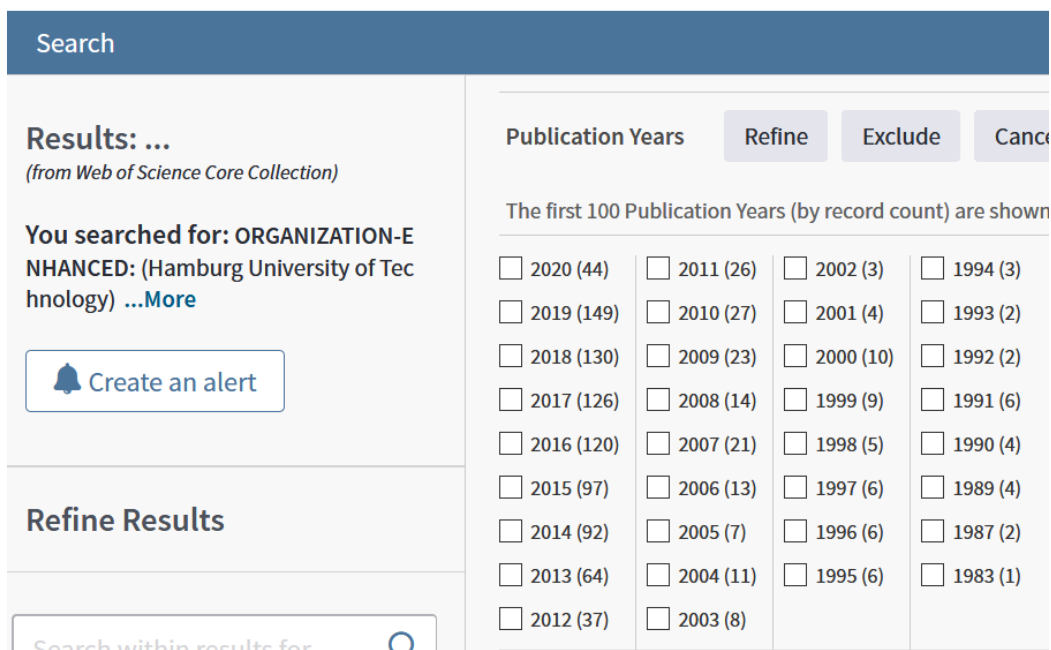 Search
Results: ...
(from Web of Science Core Collection)
You searched for: ORGANIZATION-E
NHANCED: (Hamburg University of Tec
hnology) ...More
Create an alert
Refine Results
Search within results for
Publication Years Refine Exclude Cance
The first 100 Publication Years (by record count) are shown
2020 (44) 2011 (26) 2002 (3) 1994 (3)
2019 (149) 2010 (27) 2001 (4) 1993 (2)
2018 (130) 2009 (23) 2000 (10) 1992 (2)
2017 (126) 2008 (14) 1999 (9) 1991 (6)
2016 (120) 2007 (21) 1998 (5) 1990 (4)
2015 (97) 2006 (13) 1997 (6) 1989 (4)
2014 (92) 2005 (7) 1996 (6) 1987 (2)
2013 (64) 2004 (11) 1995 (6) 1983 (1)
2012 (37) 2003 (8)